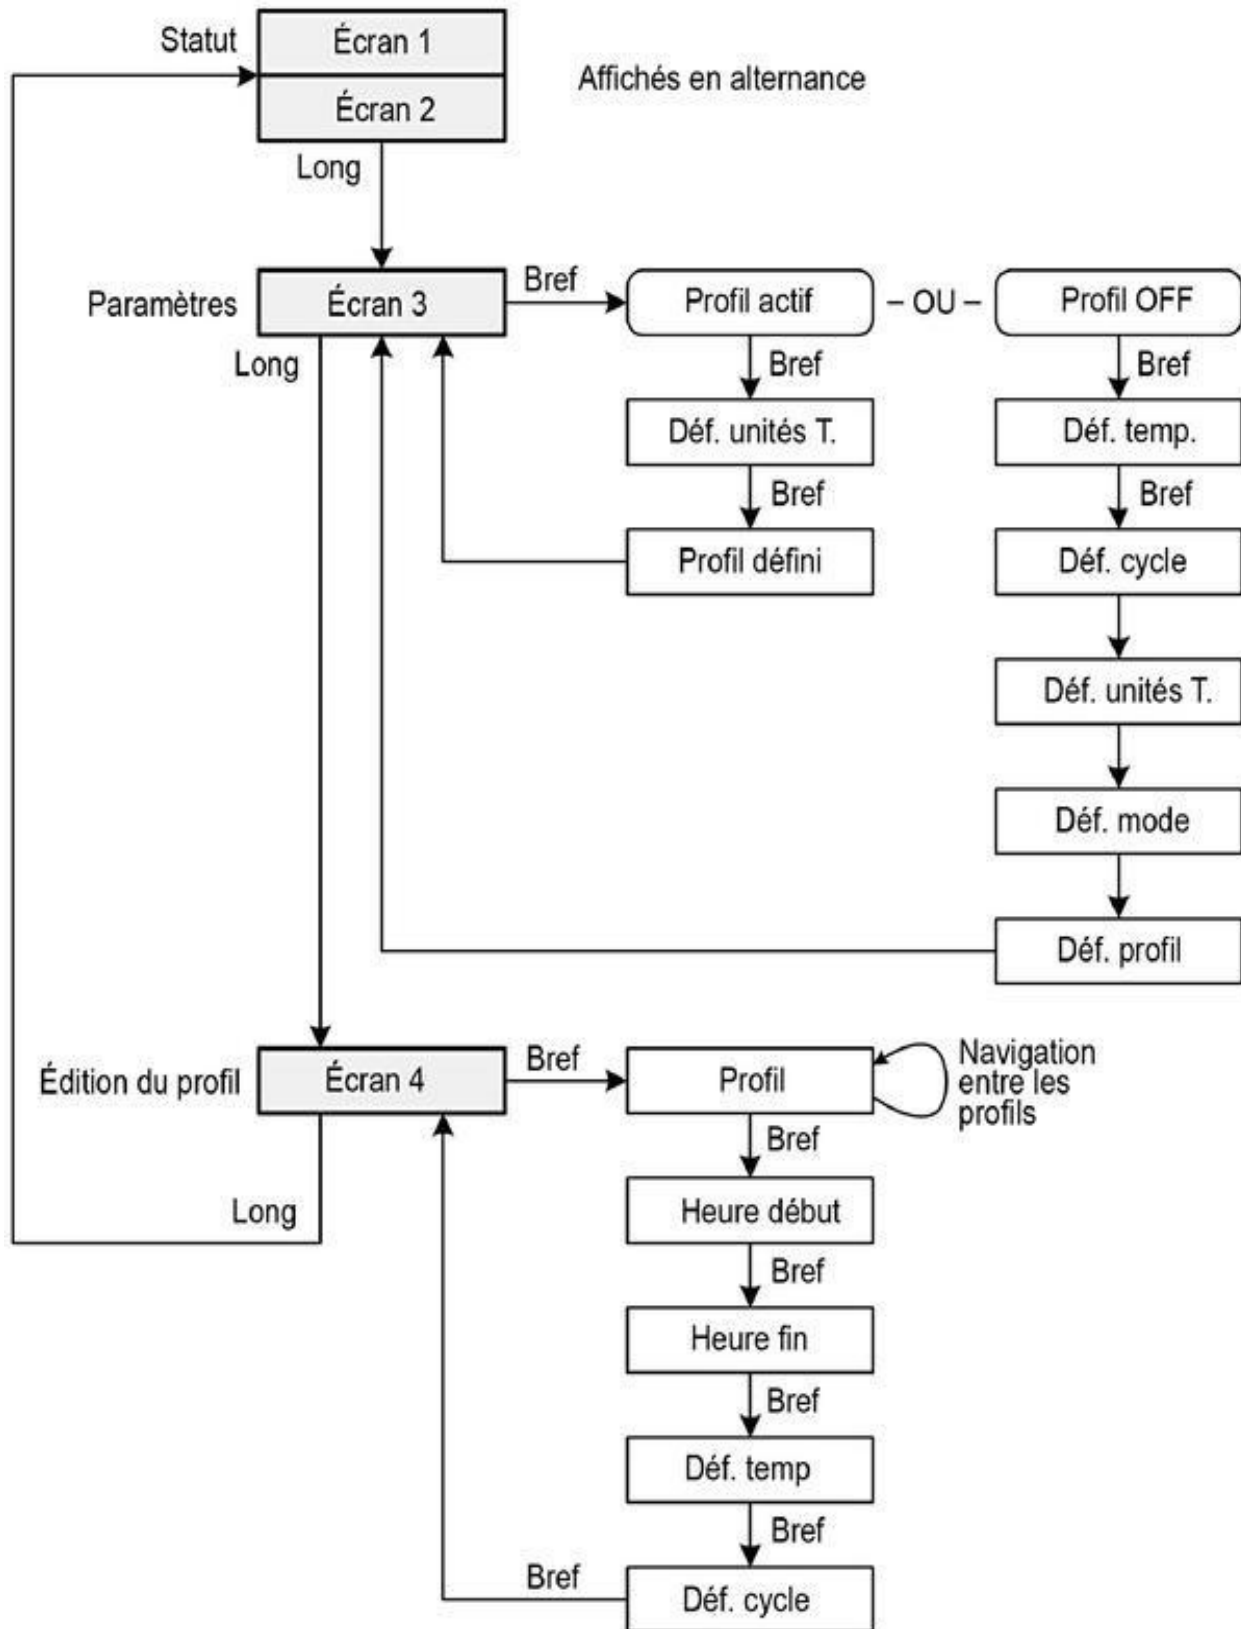 Statut
Écran 1
Écran 2
Affichés en alternance
Long
Paramètres
Écran 3
Bref
Profil actif
– OU –
Profil OFF
Long
Bref
Bref
Déf. unités T.
Déf. temp.
Bref
Bref
Profil défini
Déf. cycle
Déf. unités T.
Déf. mode
Déf. profil
Édition du profil
Écran 4
Bref
Profil
Navigation
entre les
profils
Bref
Long
Heure début
Bref
Heure fin
Bref
Déf. temp
Bref
Bref
Déf. cycle